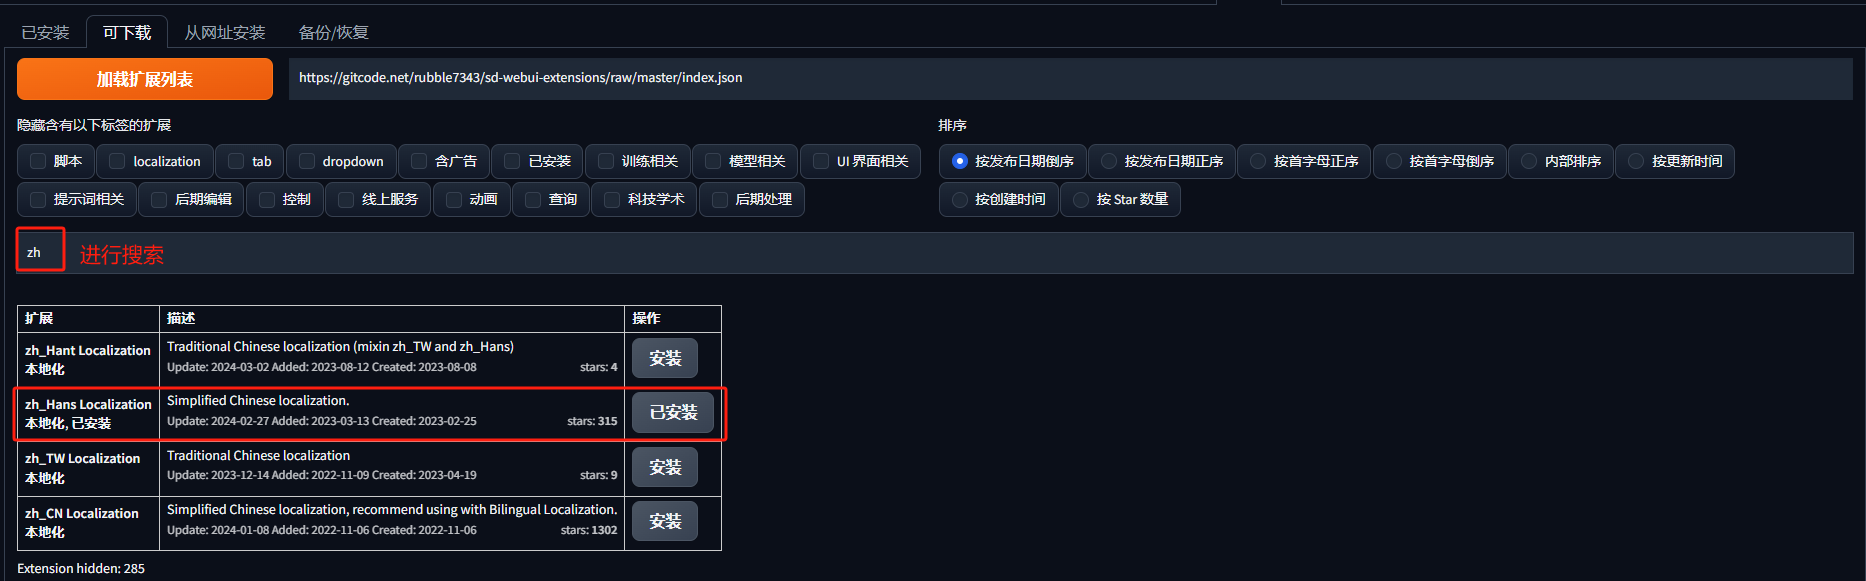 已安装 可下载 从网址安装 备份/恢复
加载扩展列表 https://gitcode.net/rubble7343/sd-webui-extensions/raw/master/index.json
隐藏含有以下标签的扩展 排序
脚本 localization tab dropdown 含广告 已安装 训练相关 模型相关 UI 界面相关 按发布日期倒序 按发布日期正序 按首字母正序 按首字母倒序 内部排序 按更新时间
提示词相关 后期编辑 控制 线上服务 动画 查询 科技学术 后期处理 按创建时间 按 Star 数量
zh 进行搜索
扩展 描述 操作
zh_Hant Localization Traditional Chinese localization (mixin zh_TW and zh_Hans) 安装
本地化 Update: 2024-03-02 Added: 2023-08-12 Created: 2023-08-08 stars: 4
zh_Hans Localization Simplified Chinese localization. 已安装
本地化, 已安装 Update: 2024-02-27 Added: 2023-03-13 Created: 2023-02-25 stars: 315
zh_TW Localization Traditional Chinese localization 安装
本地化 Update: 2023-12-14 Added: 2022-11-09 Created: 2023-04-19 stars: 9
zh_CN Localization Simplified Chinese localization, recommend using with Bilingual Localization. 安装
本地化 Update: 2024-01-08 Added: 2022-11-06 Created: 2022-11-06 stars: 1302
Extension hidden: 285